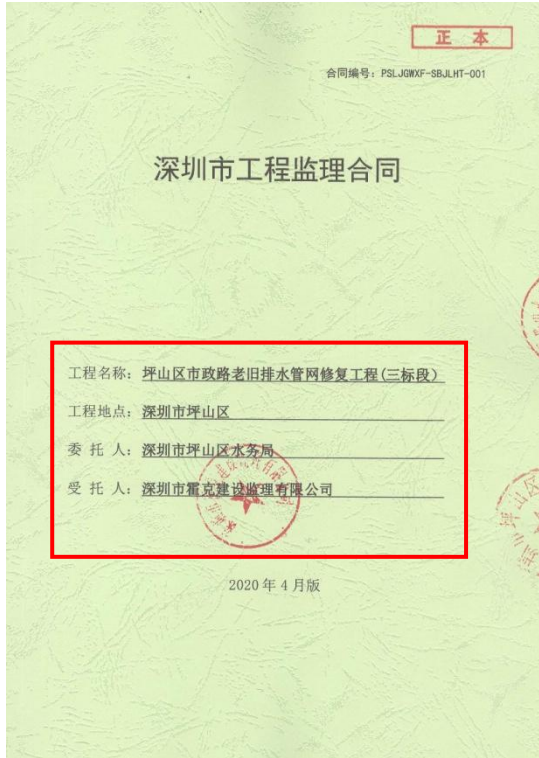 正 本
合同编号：PSLJGWXF-SBJLHT-001
深圳市工程监理合同
工程名称：坪山区市政路老旧排水管网修复工程(三标段）
工程地点：深圳市坪山区
委 托 人：深圳市坪山区水务局
受 托 人：深圳市霍克建设监理有限公司
2020 年 4 月版